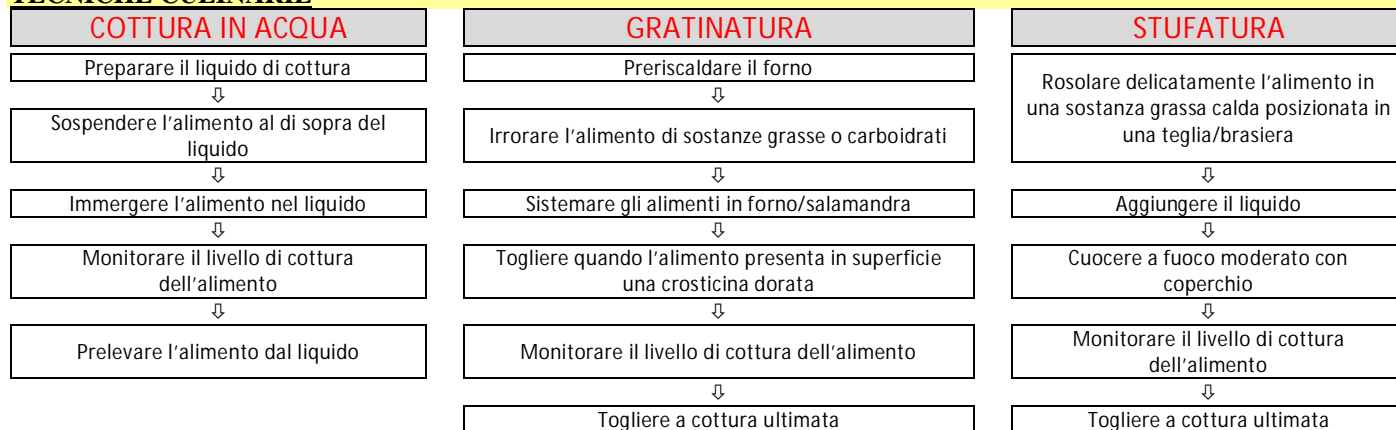 TECNICHE CULINARIE
COTTURA IN ACQUA
Preparare il liquido di cottura
⇩
Sospendere l'alimento al di sopra del
liquido
⇩
Immergere l'alimento nel liquido
⇩
Monitorare il livello di cottura
dell'alimento
⇩
Prelevare l'alimento dal liquido
GRATINATURA
Preriscaldare il forno
⇩
Irrorare l'alimento di sostanze grasse o carboidrati
⇩
Sistemare gli alimenti in forno/salamandra
⇩
Togliere quando l'alimento presenta in superficie
una crosticina dorata
⇩
Monitorare il livello di cottura dell'alimento
⇩
Togliere a cottura ultimata
STUFATURA
Rosolare delicatamente l'alimento in
una sostanza grassa calda posizionata in
una teglia/brasiera
⇩
Aggiungere il liquido
⇩
Cuocere a fuoco moderato con
coperchio
⇩
Monitorare il livello di cottura
dell'alimento
⇩
Togliere a cottura ultimata